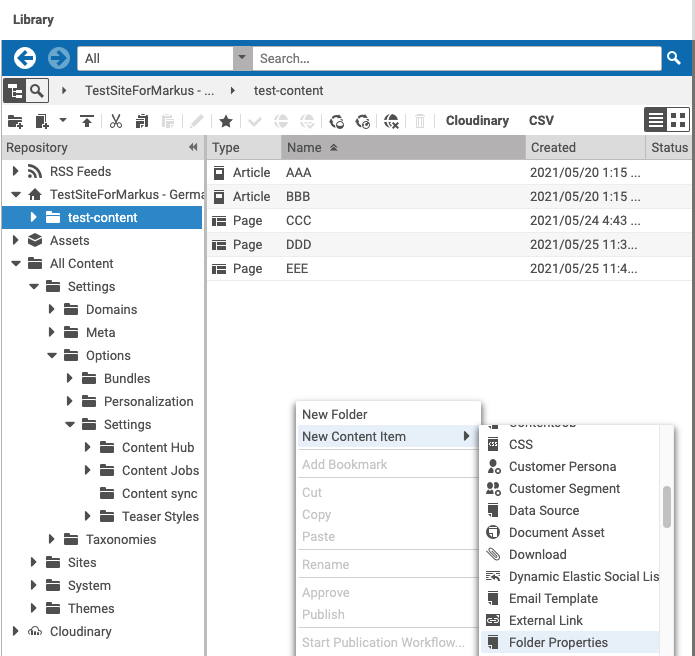 Library
All
Search...
TestSiteForMarkus - ...
test-content
Cloudinary
CSV
Repository
Type
Name
Created
Status
RSS Feeds
TestSiteForMarkus - Germa
test-content
Assets
All Content
Settings
Domains
Meta
Options
Bundles
Personalization
Settings
Content Hub
Content Jobs
Content sync
Teaser Styles
Taxonomies
Sites
System
Themes
Cloudinary
Article AAA 2021/05/20 1:15 ...
Article BBB 2021/05/20 1:15 ...
Page CCC 2021/05/24 4:43 ...
Page DDD 2021/05/25 11:3...
Page EEE 2021/05/25 11:4...
New Folder
New Content Item
Add Bookmark
Cut
Copy
Paste
Rename
Approve
Publish
Start Publication Workflow...
CSS
Customer Persona
Customer Segment
Data Source
Document Asset
Download
Dynamic Elastic Social Lis
Email Template
External Link
Folder Properties